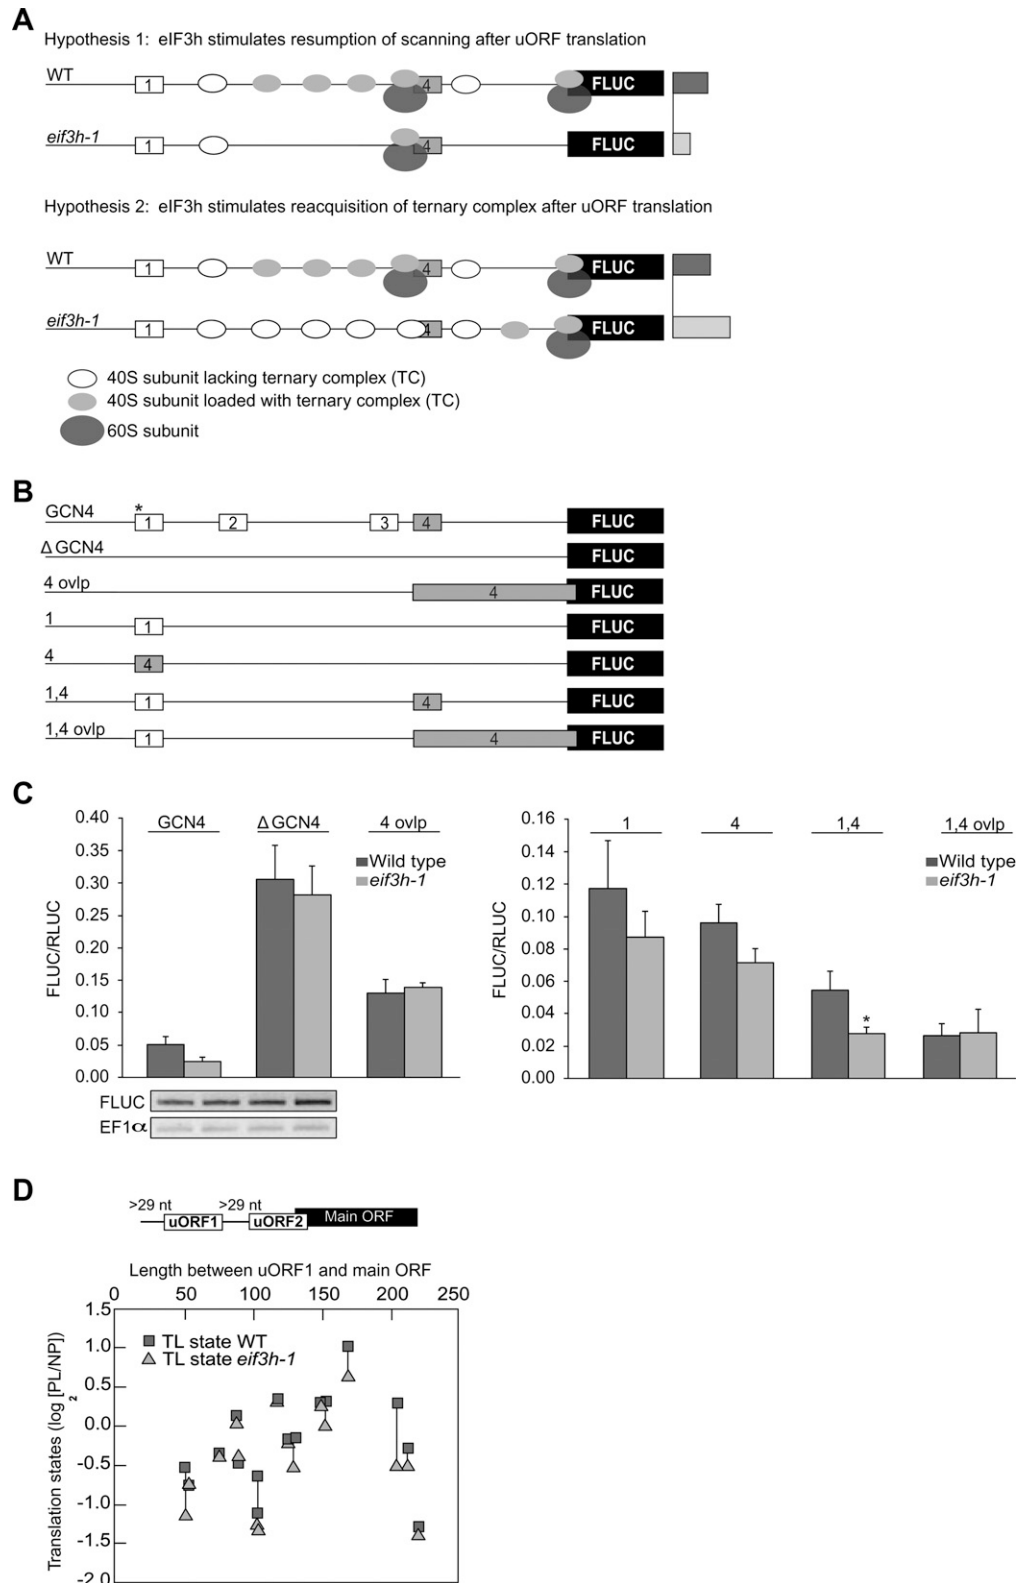 A
Hypothesis 1: eIF3h stimulates resumption of scanning after uORF translation
WT
1 4 FLUC
eif3h-1
1 4 FLUC
Hypothesis 2: eIF3h stimulates reacquisition of ternary complex after uORF translation
WT
1 4 FLUC
eif3h-1
1 4 FLUC
40S subunit lacking ternary complex (TC)
40S subunit loaded with ternary complex (TC)
60S subunit
B
*
GCN4 1 2 3 4 FLUC
Δ GCN4 FLUC
4 ovlp 4 FLUC
1 1 FLUC
4 4 FLUC
1,4 1 4 FLUC
1,4 ovlp 1 4 FLUC
C
GCN4 Δ GCN4 4 ovlp
Wild type
eif3h-1
FLUC/RLUC
0.40
0.35
0.30
0.25
0.20
0.15
0.10
0.05
0.00
FLUC
EF1α
1 4 1,4 1,4 ovlp
Wild type
eif3h-1
*
FLUC/RLUC
0.16
0.14
0.12
0.10
0.08
0.06
0.04
0.02
0.00
D
>29 nt >29 nt
uORF1 uORF2 Main ORF
Length between uORF1 and main ORF
0 50 100 150 200 250
TL state WT
TL state eif3h-1
Translation states (log2 [PL/NP])
1.5
1.0
0.5
0.0
-0.5
-1.0
-1.5
-2.0